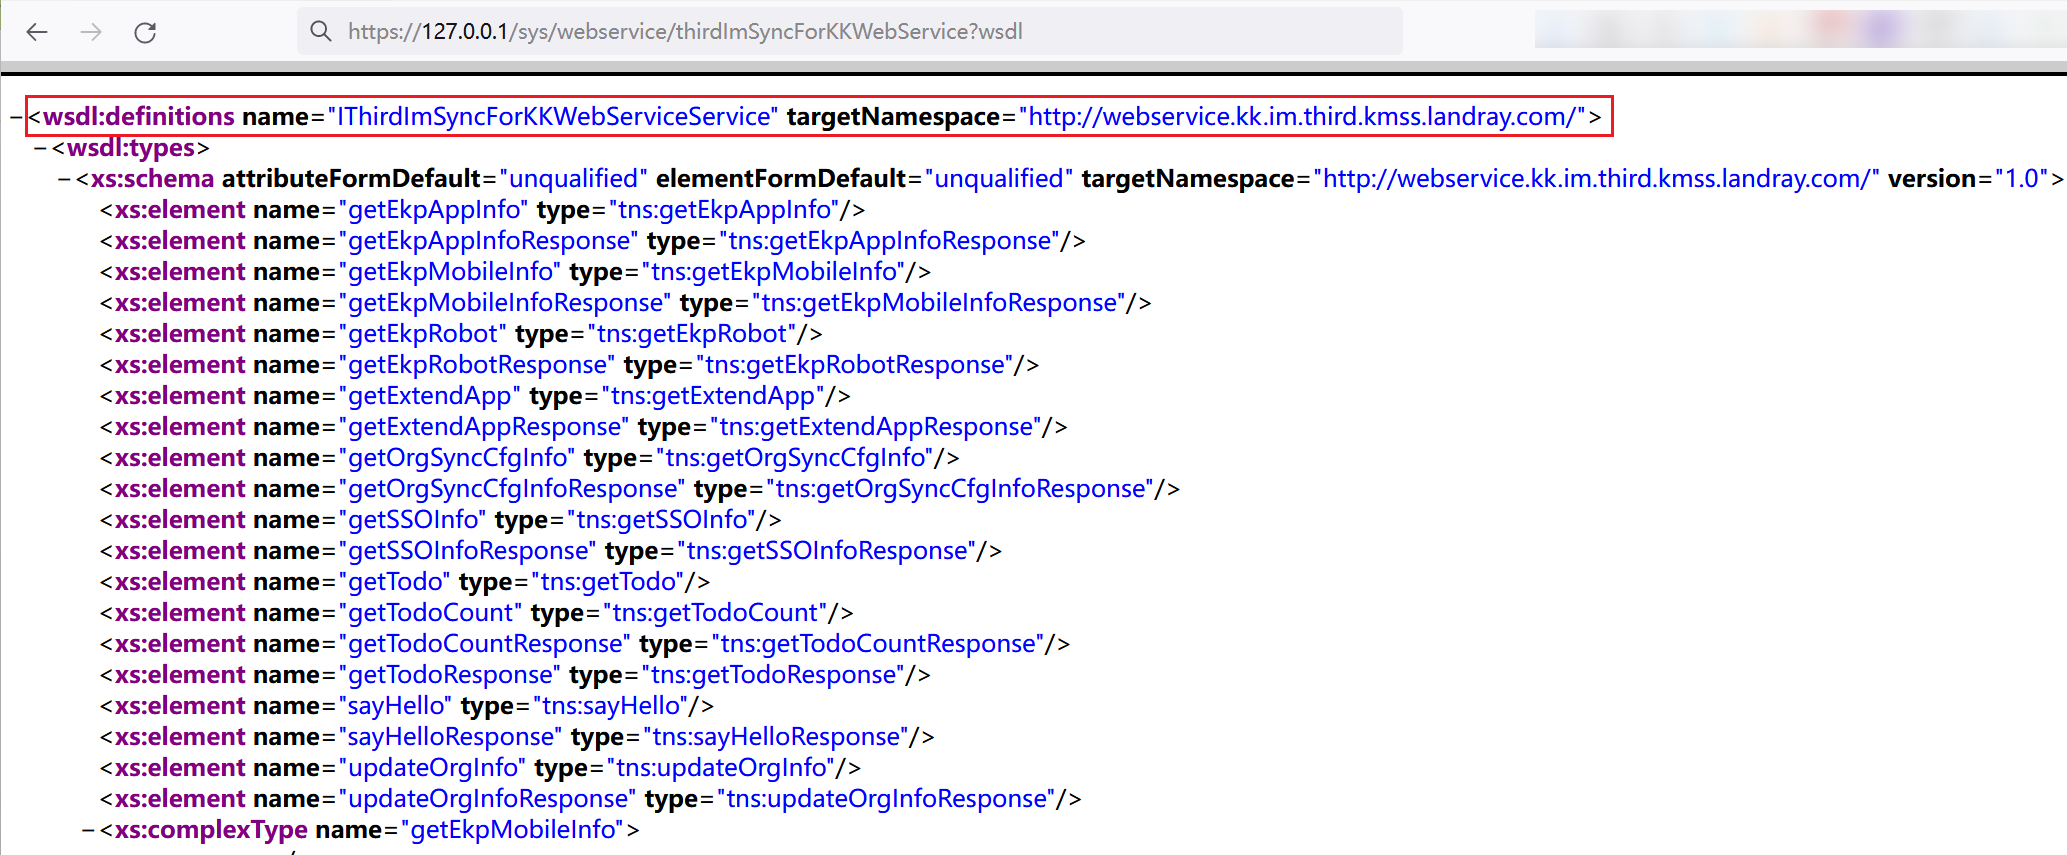 https://127.0.0.1/sys/webservice/thirdImSyncForKKWebService?wsdl
−<wsdl:definitions name="IThirdImSyncForKKWebServiceService" targetNamespace="http://webservice.kk.im.third.kmss.landray.com/">
−<wsdl:types>
−<xs:schema attributeFormDefault="unqualified" elementFormDefault="unqualified" targetNamespace="http://webservice.kk.im.third.kmss.landray.com/" version="1.0">
<xs:element name="getEkpAppInfo" type="tns:getEkpAppInfo"/>
<xs:element name="getEkpAppInfoResponse" type="tns:getEkpAppInfoResponse"/>
<xs:element name="getEkpMobileInfo" type="tns:getEkpMobileInfo"/>
<xs:element name="getEkpMobileInfoResponse" type="tns:getEkpMobileInfoResponse"/>
<xs:element name="getEkpRobot" type="tns:getEkpRobot"/>
<xs:element name="getEkpRobotResponse" type="tns:getEkpRobotResponse"/>
<xs:element name="getExtendApp" type="tns:getExtendApp"/>
<xs:element name="getExtendAppResponse" type="tns:getExtendAppResponse"/>
<xs:element name="getOrgSyncCfgInfo" type="tns:getOrgSyncCfgInfo"/>
<xs:element name="getOrgSyncCfgInfoResponse" type="tns:getOrgSyncCfgInfoResponse"/>
<xs:element name="getSSOInfo" type="tns:getSSOInfo"/>
<xs:element name="getSSOInfoResponse" type="tns:getSSOInfoResponse"/>
<xs:element name="getTodo" type="tns:getTodo"/>
<xs:element name="getTodoCount" type="tns:getTodoCount"/>
<xs:element name="getTodoCountResponse" type="tns:getTodoCountResponse"/>
<xs:element name="getTodoResponse" type="tns:getTodoResponse"/>
<xs:element name="sayHello" type="tns:sayHello"/>
<xs:element name="sayHelloResponse" type="tns:sayHelloResponse"/>
<xs:element name="updateOrgInfo" type="tns:updateOrgInfo"/>
<xs:element name="updateOrgInfoResponse" type="tns:updateOrgInfoResponse"/>
−<xs:complexType name="getEkpMobileInfo">